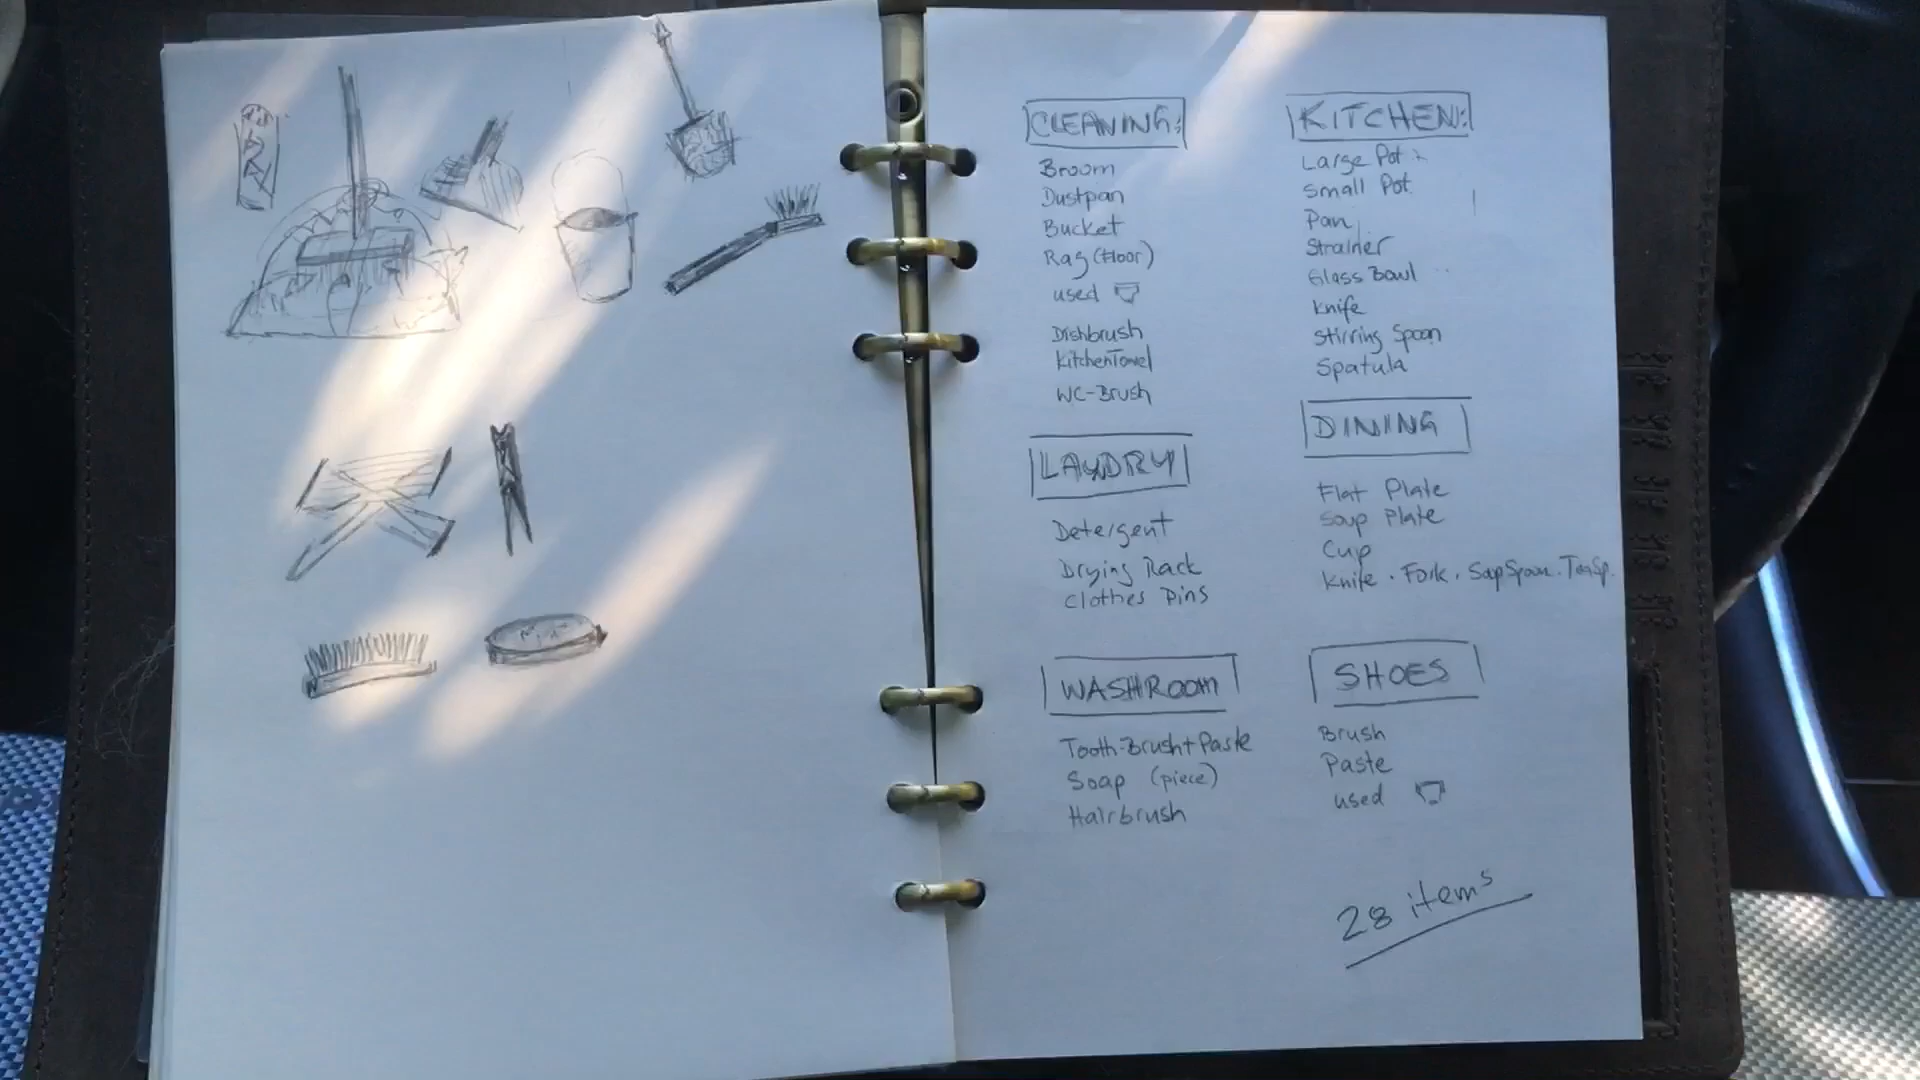 CLEANING:
Broom
Dustpan
Bucket
Rag (Floor)
used
Dishbrush
KitchenTowel
WC-Brush
LAUDRY
Detergent
Drying Rack
Clothes Pins
WASHROOM
Tooth-Brush+Paste
Soap (piece)
Hairbrush
KITCHEN:
Large Pot
Small Pot
Pan
Strainer
Glass Bowl
Knife
Stirring Spoon
Spatula
DINING
Flat Plate
Soup Plate
Cup
Knife . Fork . SoupSpoon . TeaSp.
SHOES
Brush
Paste
used
28 items